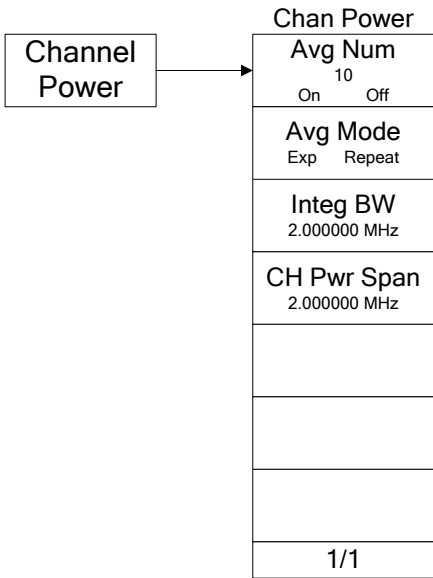 Chan Power
Channel
Power
Avg Num
10
On Off
Avg Mode
Exp Repeat
Integ BW
2.000000 MHz
CH Pwr Span
2.000000 MHz
1/1